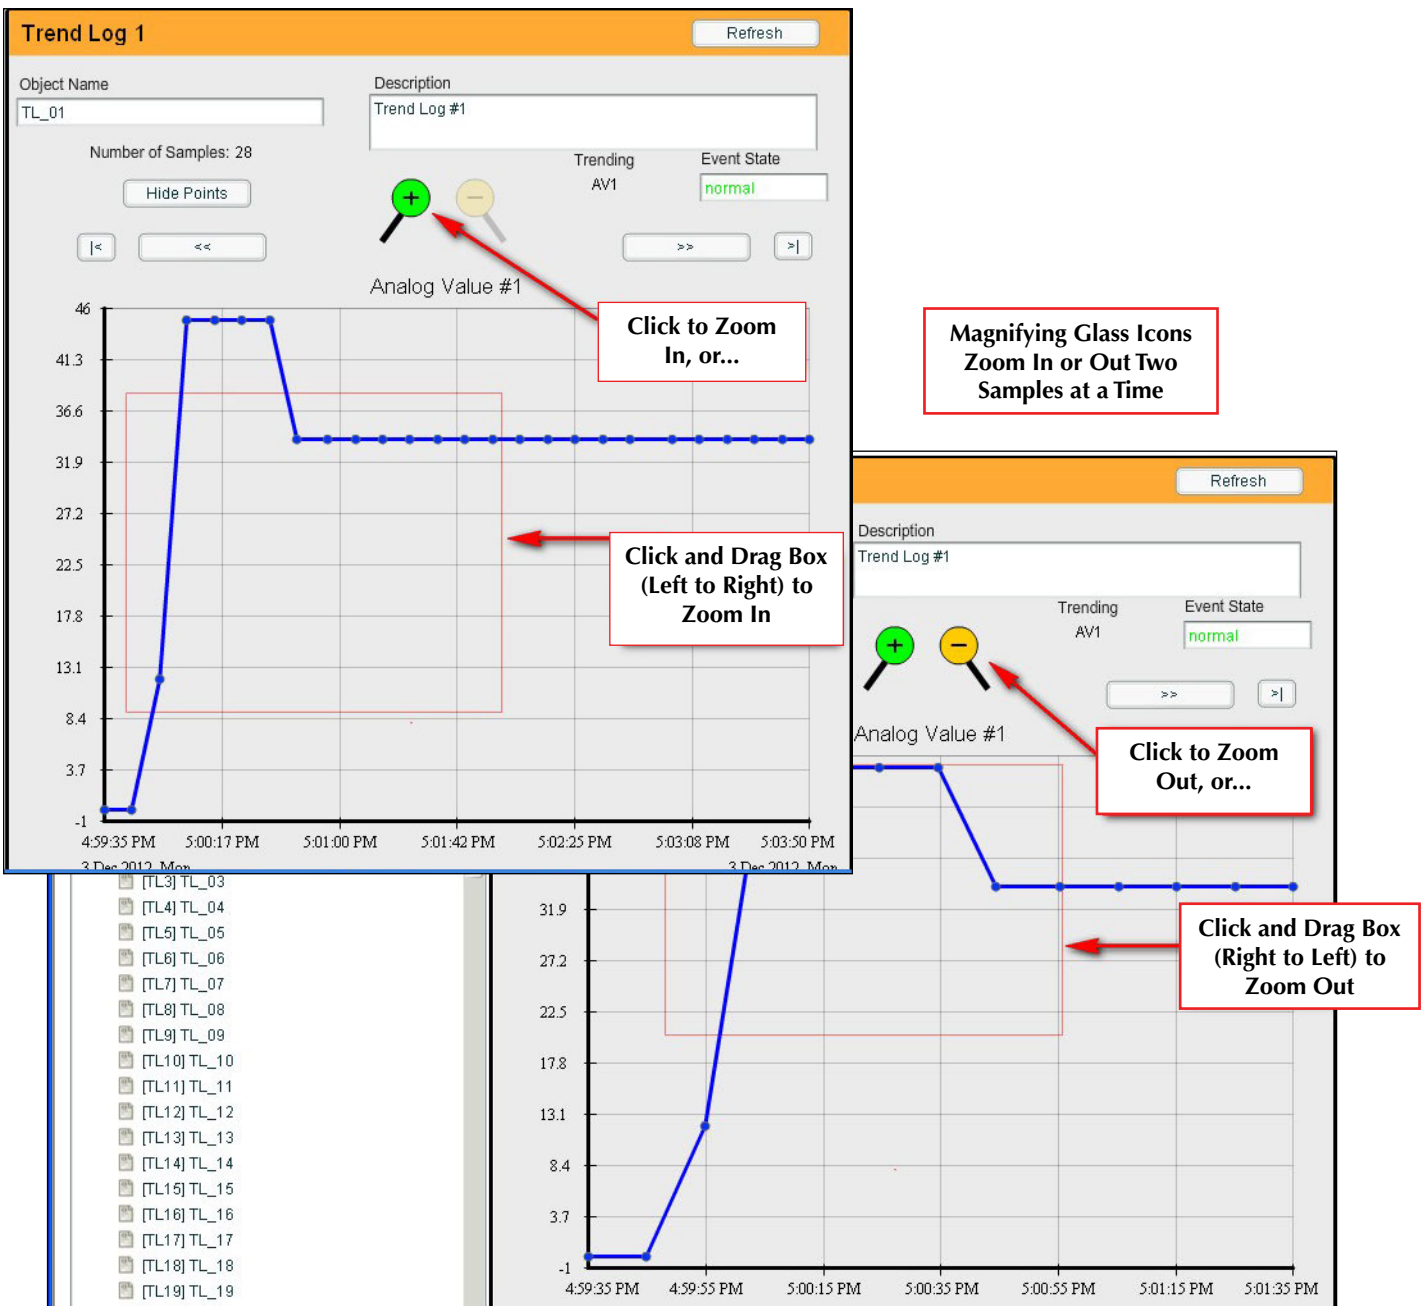 Trend Log 1
Refresh
Object Name
Description
TL_01
Trend Log #1
Number of Samples: 28
Trending
Event State
AV1
normal
Hide Points
+
−
|<
<<
>>
>|
Analog Value #1
Click to Zoom
In, or...
Magnifying Glass Icons
Zoom In or Out Two
Samples at a Time
46
41.3
36.6
31.9
27.2
22.5
17.8
13.1
8.4
3.7
-1
Click and Drag Box
(Left to Right) to
Zoom In
4:59:35 PM
5:00:17 PM
5:01:00 PM
5:01:42 PM
5:02:25 PM
5:03:08 PM
5:03:50 PM
3 Dec 2012, Mon
3 Dec 2012, Mon
Refresh
Description
Trend Log #1
Trending
Event State
AV1
normal
+
−
>>
>|
Analog Value #1
Click to Zoom
Out, or...
Click and Drag Box
(Right to Left) to
Zoom Out
31.9
27.2
22.5
17.8
13.1
8.4
3.7
-1
4:59:35 PM
4:59:55 PM
5:00:15 PM
5:00:35 PM
5:00:55 PM
5:01:15 PM
5:01:35 PM
[TL3] TL_03
[TL4] TL_04
[TL5] TL_05
[TL6] TL_06
[TL7] TL_07
[TL8] TL_08
[TL9] TL_09
[TL10] TL_10
[TL11] TL_11
[TL12] TL_12
[TL13] TL_13
[TL14] TL_14
[TL15] TL_15
[TL16] TL_16
[TL17] TL_17
[TL18] TL_18
[TL19] TL_19